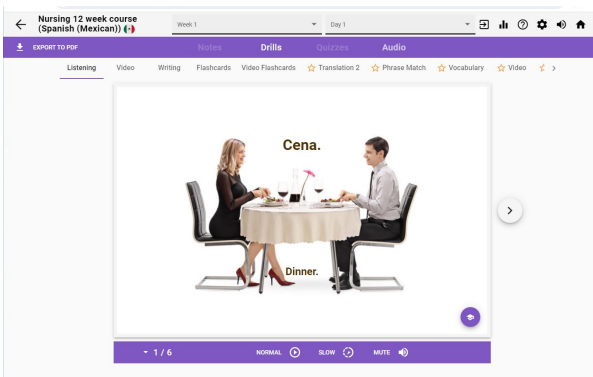 Nursing 12 week course (Spanish (Mexican))
Week 1
Day 1
EXPORT TO PDF
Notes
Drills
Quizzes
Audio
Listening
Video
Writing
Flashcards
Video Flashcards
Translation 2
Phrase Match
Vocabulary
Video
Cena.
Dinner.
1 / 6
NORMAL
SLOW
MUTE